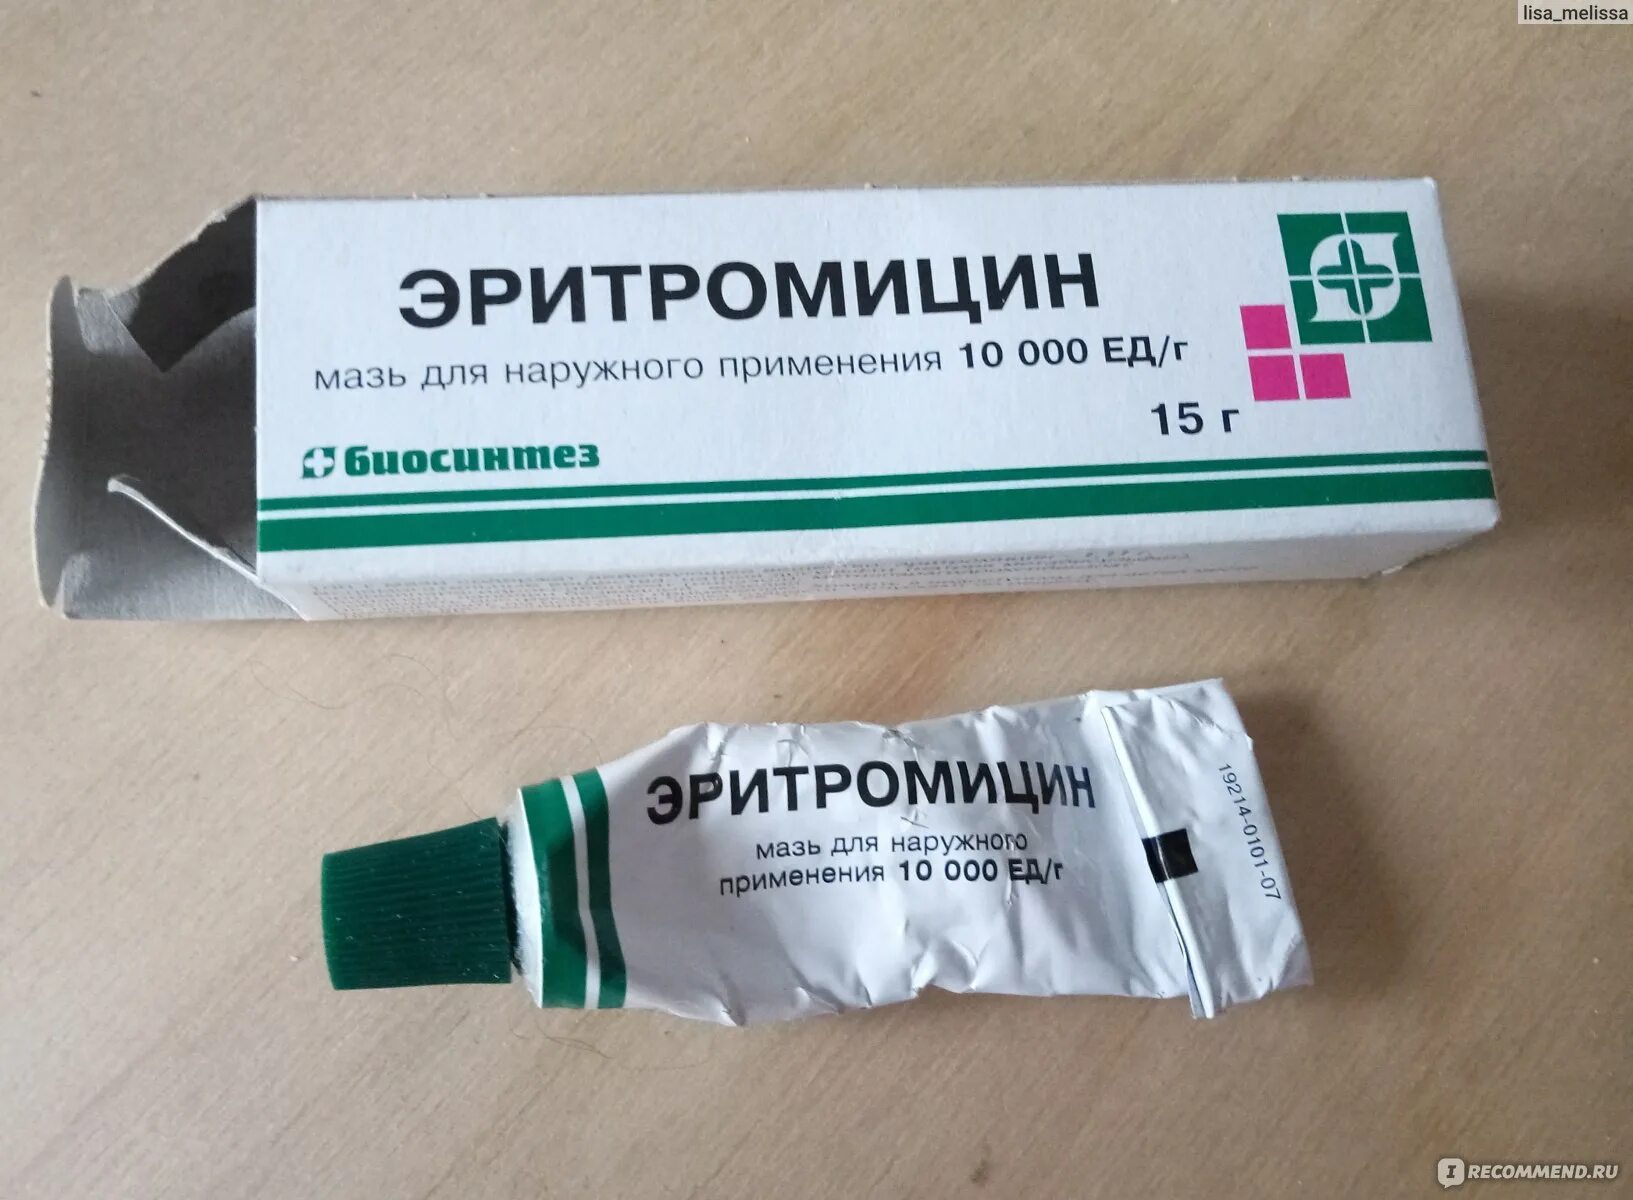 lisa_melissa
ЭРИТРОМИЦИН
мазь для наружного применения 10 000 ЕД/г
15 г
биосинтез
ЭРИТРОМИЦИН
мазь для наружного
применения 10 000 ЕД/г
19214-0101-07
IRECOMMEND.RU